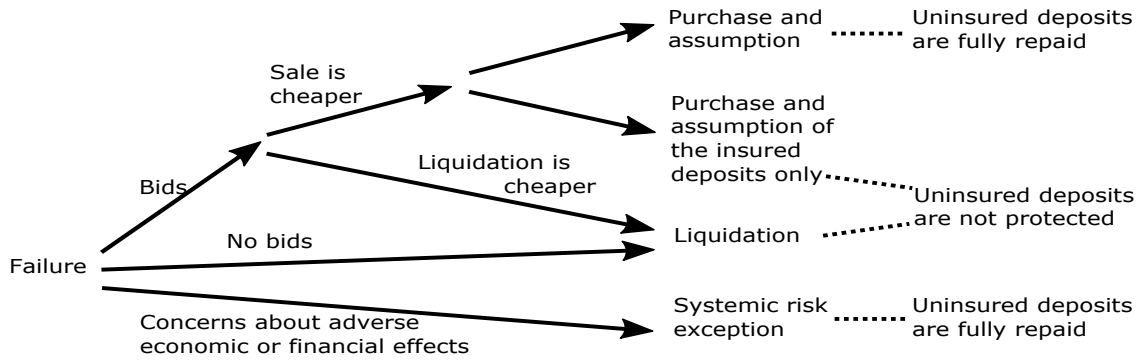 Purchase and
assumption
Uninsured deposits
are fully repaid
Sale is
cheaper
Purchase and
assumption of
the insured
deposits only
Liquidation is
cheaper
Bids
Uninsured deposits
are not protected
Liquidation
No bids
Failure
Systemic risk
exception
Uninsured deposits
are fully repaid
Concerns about adverse
economic or financial effects